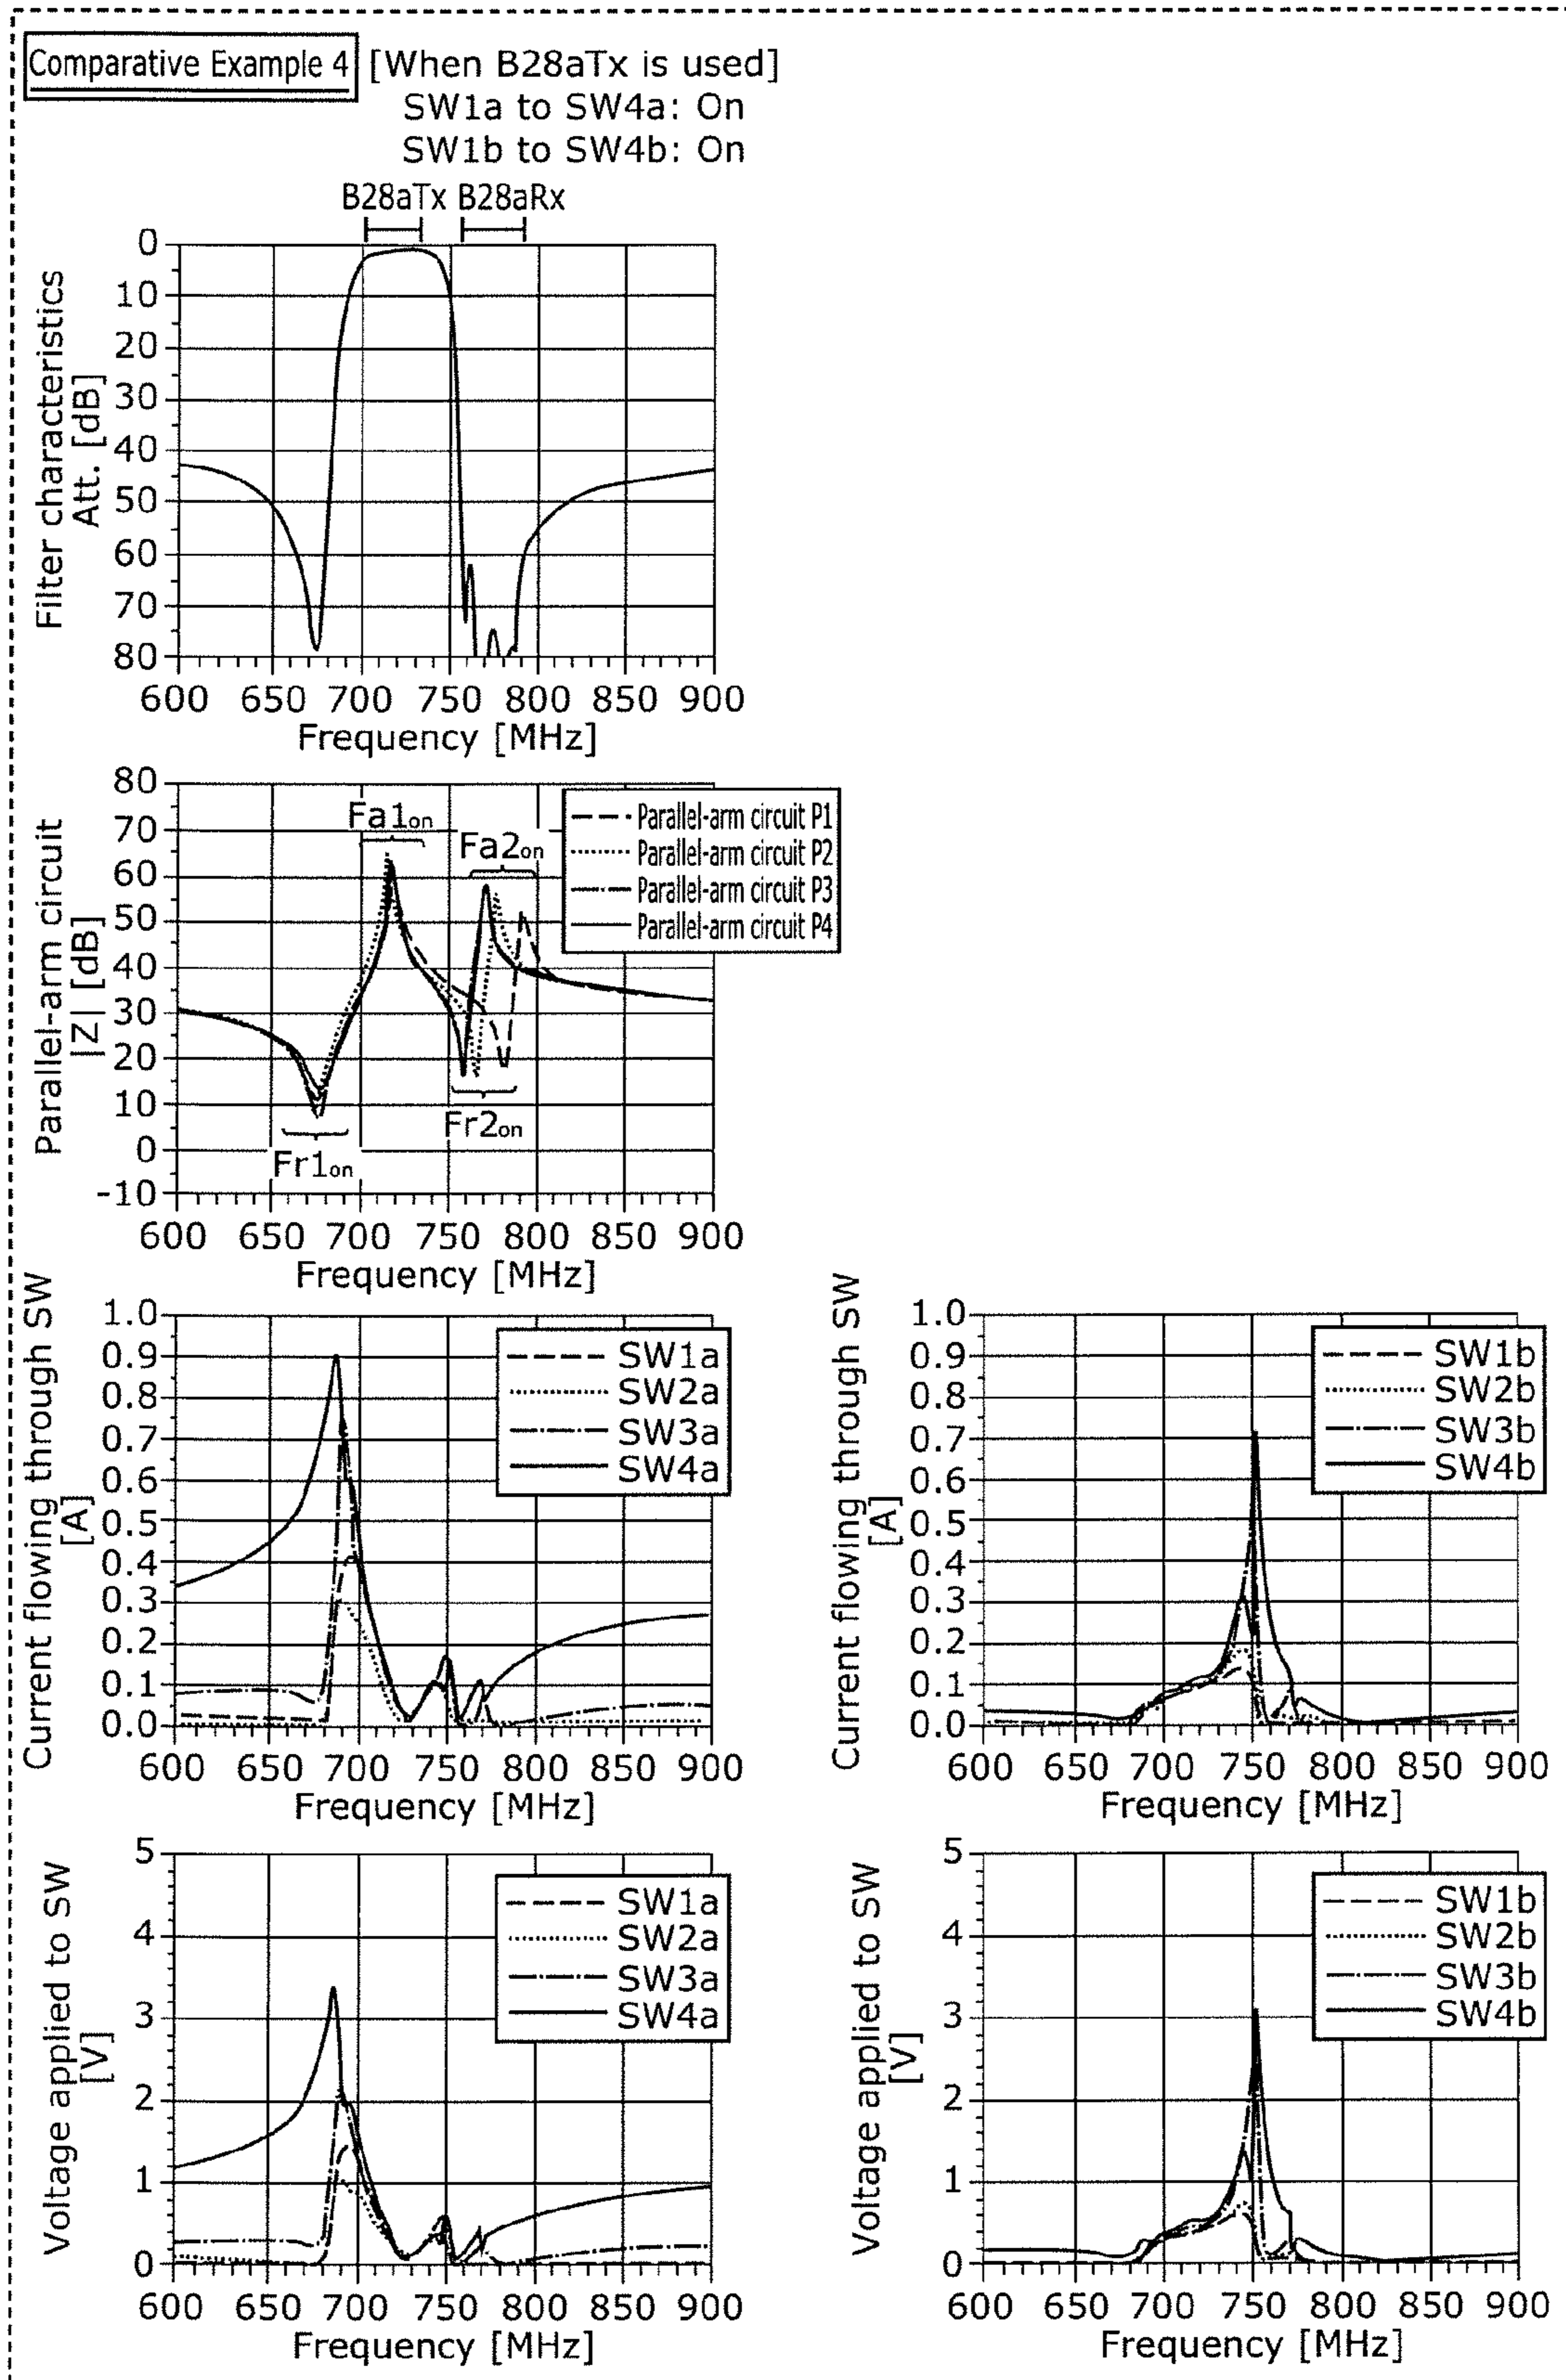 Comparative Example 4 [When B28aTx is used]
SW1a to SW4a: On
SW1b to SW4b: On
B28aTx B28aRx
Filter characteristics
Att. [dB]
0
10
20
30
40
50
60
70
80
600 650 700 750 800 850 900
Frequency [MHz]
Parallel-arm circuit
|Z| [dB]
80
70
60
50
40
30
20
10
0
-10
Fa1on
Fa2on
Fr2on
Fr1on
Parallel-arm circuit P1
Parallel-arm circuit P2
Parallel-arm circuit P3
Parallel-arm circuit P4
600 650 700 750 800 850 900
Frequency [MHz]
Current flowing through SW
[A]
1.0
0.9
0.8
0.7
0.6
0.5
0.4
0.3
0.2
0.1
0.0
SW1a
SW2a
SW3a
SW4a
600 650 700 750 800 850 900
Frequency [MHz]
Current flowing through SW
[A]
1.0
0.9
0.8
0.7
0.6
0.5
0.4
0.3
0.2
0.1
0.0
SW1b
SW2b
SW3b
SW4b
600 650 700 750 800 850 900
Frequency [MHz]
Voltage applied to SW
[V]
5
4
3
2
1
0
SW1a
SW2a
SW3a
SW4a
600 650 700 750 800 850 900
Frequency [MHz]
Voltage applied to SW
[V]
5
4
3
2
1
0
SW1b
SW2b
SW3b
SW4b
600 650 700 750 800 850 900
Frequency [MHz]